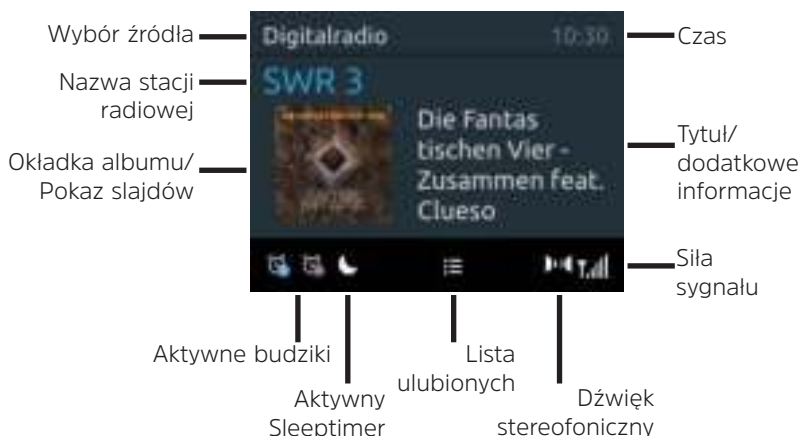 Wybór źródła
Digitalradio
10:30
Czas
Nazwa stacji
radiowej
SWR 3
Okładka albumu/
Pokaz slajdów
Die Fantas
tischen Vier -
Zusammen feat.
Clueso
Tytuł/
dodatkowe
informacje
Siła
sygnału
Aktywne budziki
Aktywny
Sleeptimer
Lista
ulubionych
Dźwięk
stereofoniczny